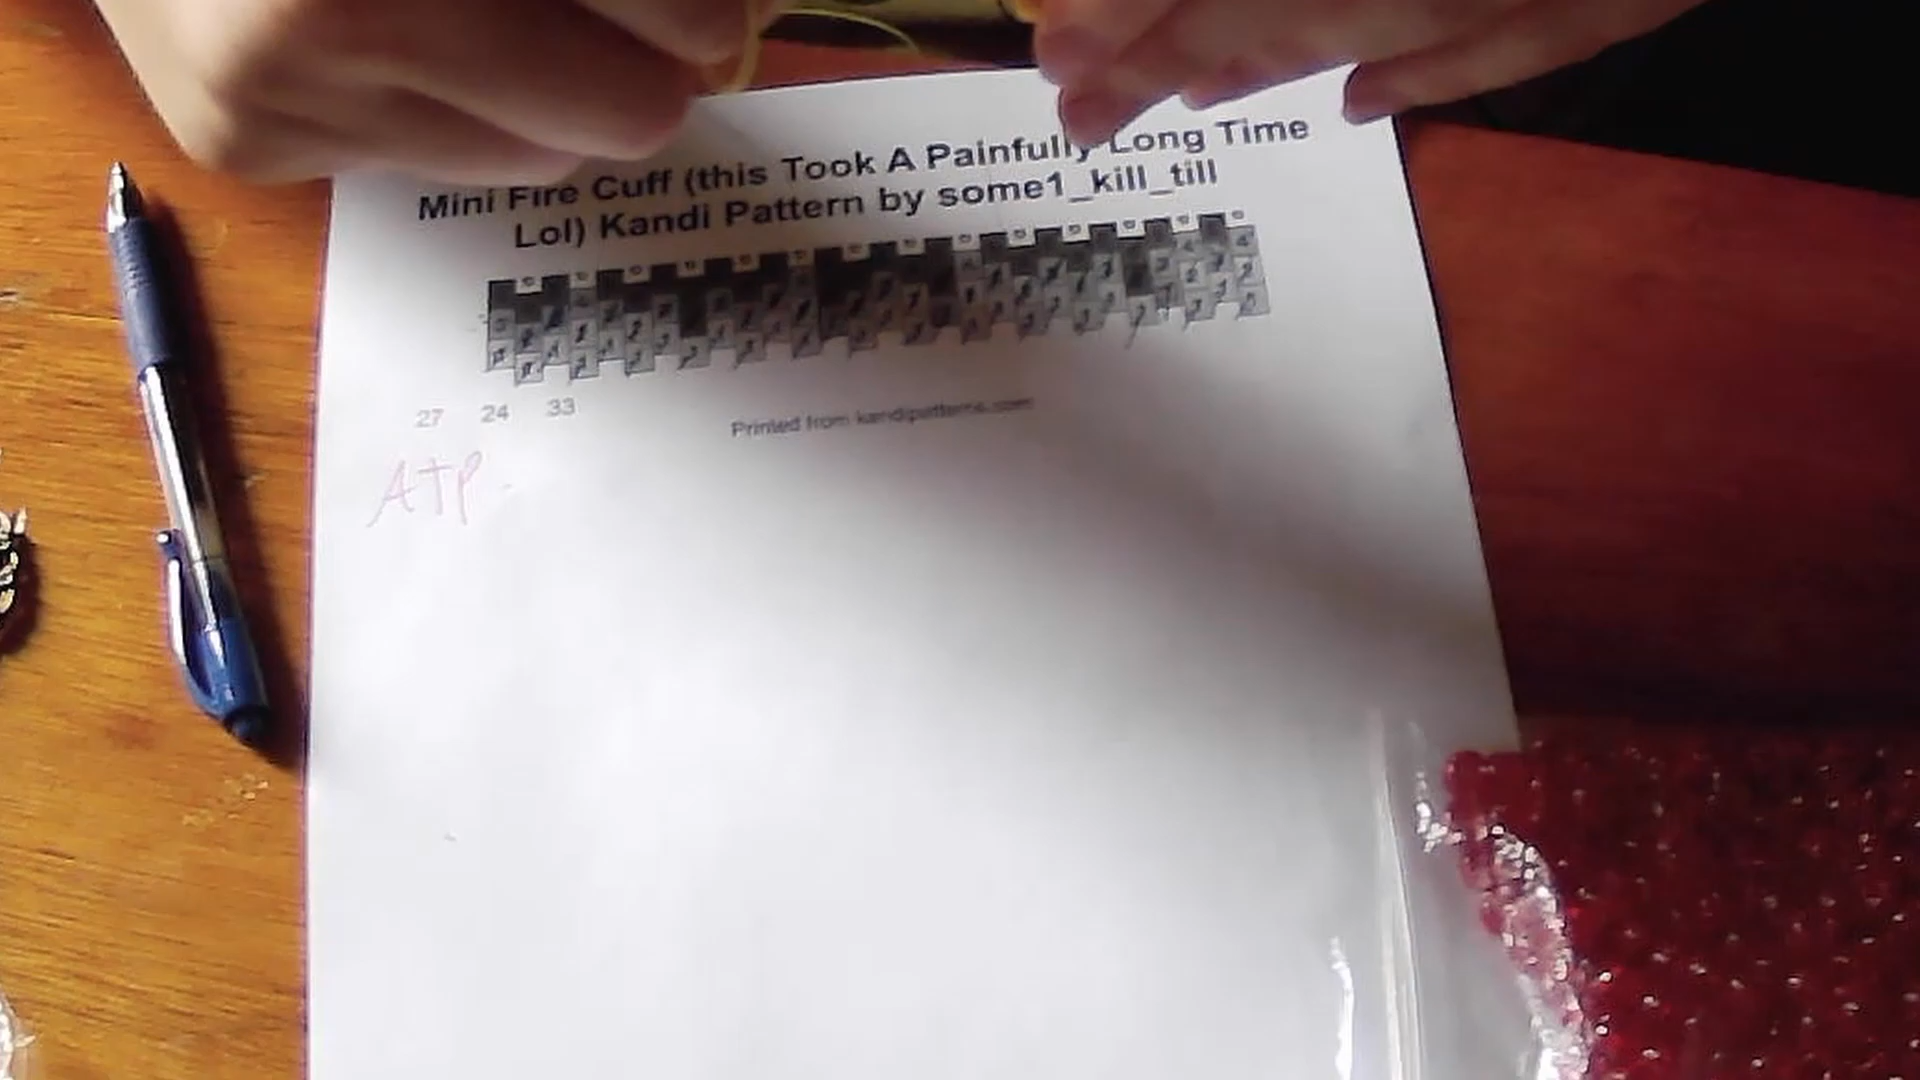 Mini Fire Cuff (this Took A Painfully Long Time
Lol) Kandi Pattern by some1_kill_till
27 24 33
Printed from kandipatterns.com
ATP -